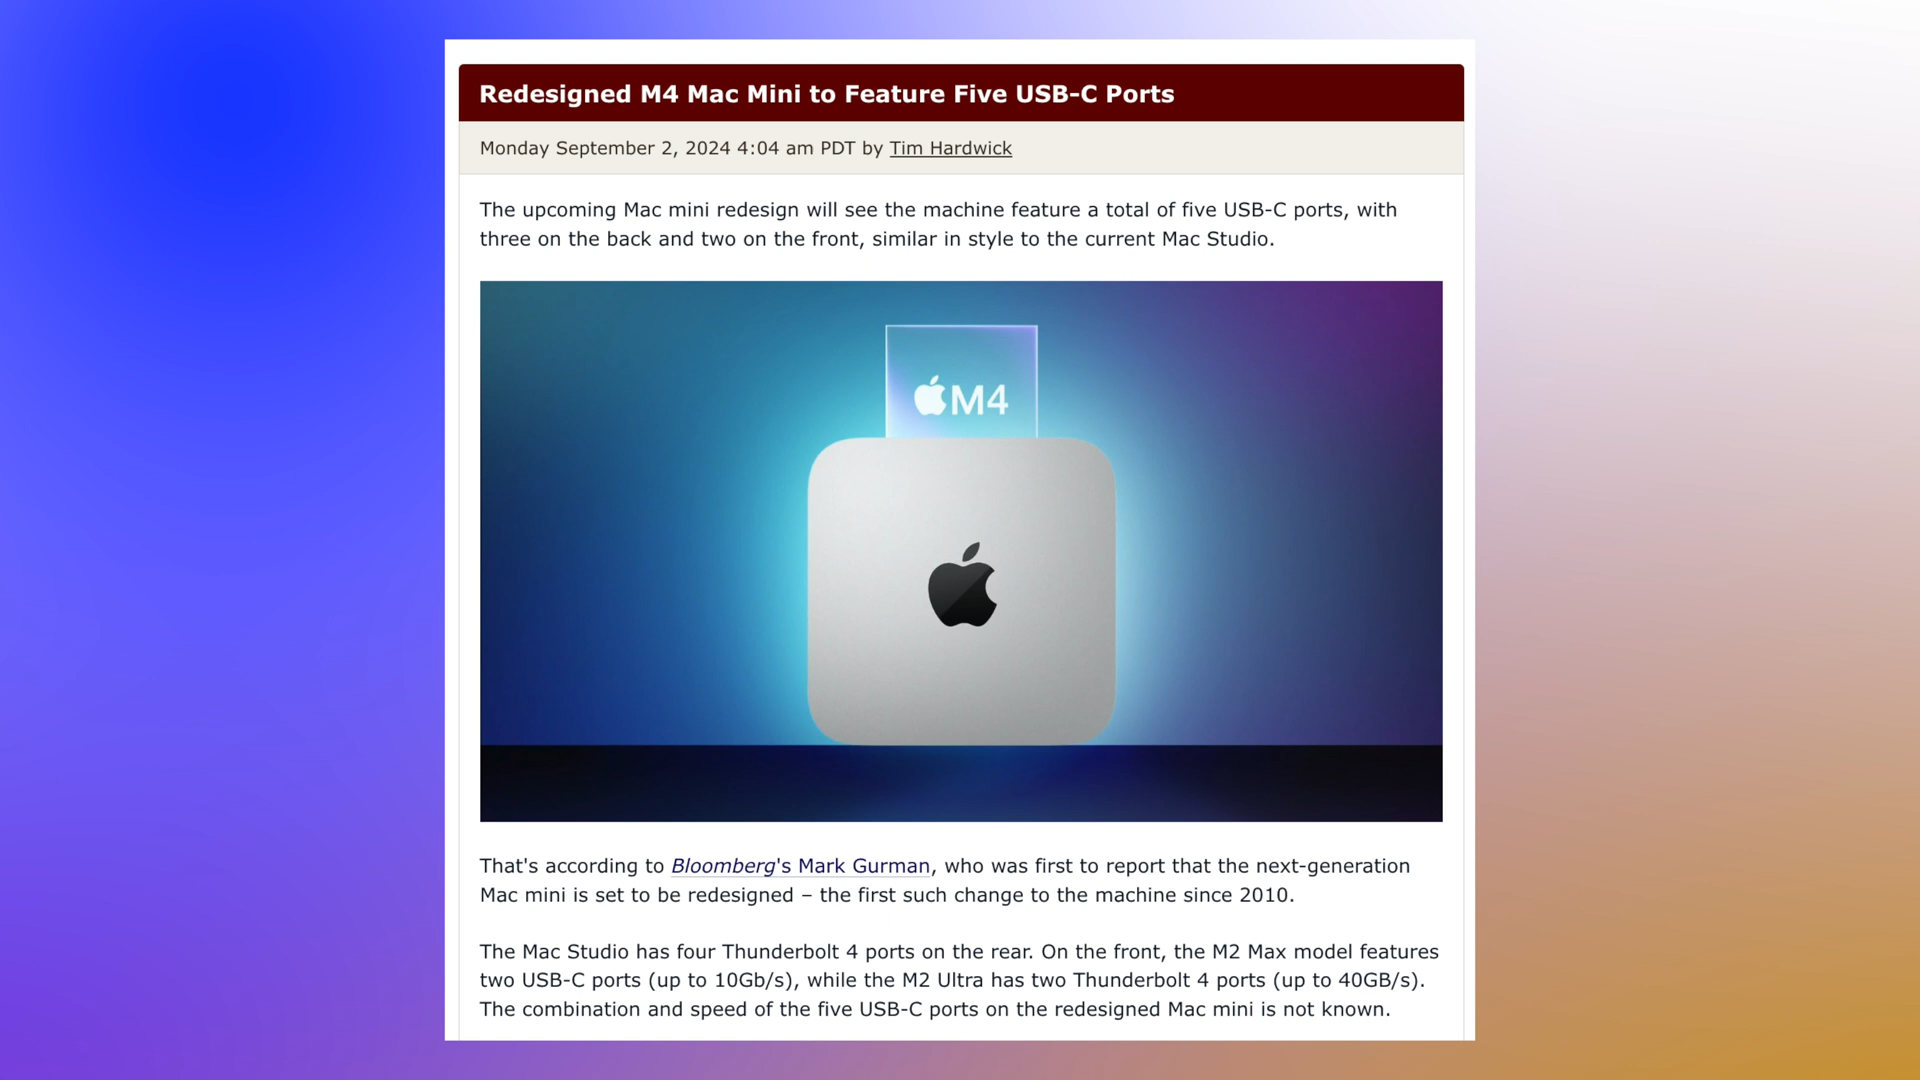 Redesigned M4 Mac Mini to Feature Five USB-C Ports
Monday September 2, 2024 4:04 am PDT by Tim Hardwick
The upcoming Mac mini redesign will see the machine feature a total of five USB-C ports, with
three on the back and two on the front, similar in style to the current Mac Studio.
M4
That's according to Bloomberg's Mark Gurman, who was first to report that the next-generation
Mac mini is set to be redesigned – the first such change to the machine since 2010.
The Mac Studio has four Thunderbolt 4 ports on the rear. On the front, the M2 Max model features
two USB-C ports (up to 10Gb/s), while the M2 Ultra has two Thunderbolt 4 ports (up to 40GB/s).
The combination and speed of the five USB-C ports on the redesigned Mac mini is not known.